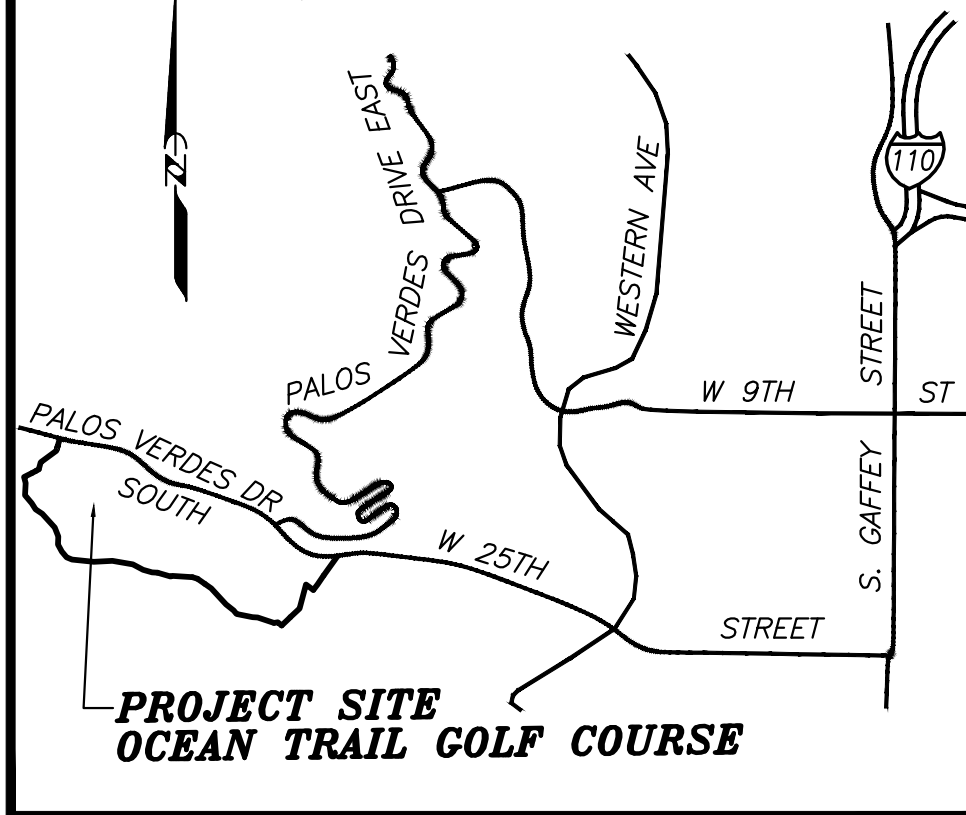 N
PALOS VERDES DRIVE EAST
WESTERN AVE
110
S. GAFFEY STREET
W 9TH ST
PALOS VERDES DR
SOUTH
W 25TH STREET
PROJECT SITE
OCEAN TRAIL GOLF COURSE